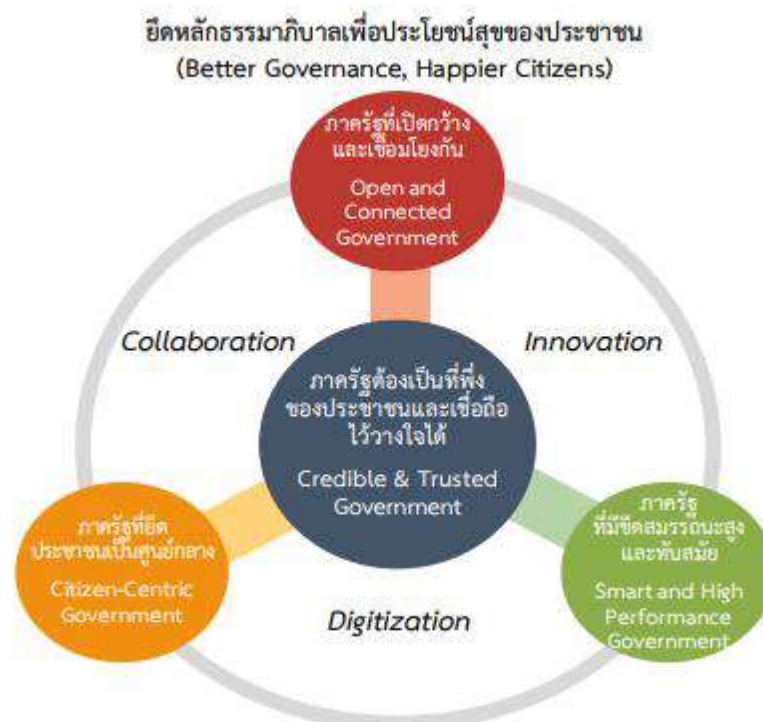 ยึดหลักธรรมาภิบาลเพื่อประโยชน์สุขของประชาชน
(Better Governance, Happier Citizens)
ภาครัฐที่เปิดกว้าง
และเชื่อมโยงกัน
Open and
Connected
Government
Collaboration
Innovation
ภาครัฐต้องเป็นที่พึ่ง
ของประชาชนและเชื่อถือ
ไว้วางใจได้
Credible & Trusted
Government
ภาครัฐที่ยึด
ประชาชนเป็นศูนย์กลาง
Citizen-Centric
Government
ภาครัฐ
ที่มีขีดสมรรถนะสูง
และทันสมัย
Smart and High
Performance
Government
Digitization